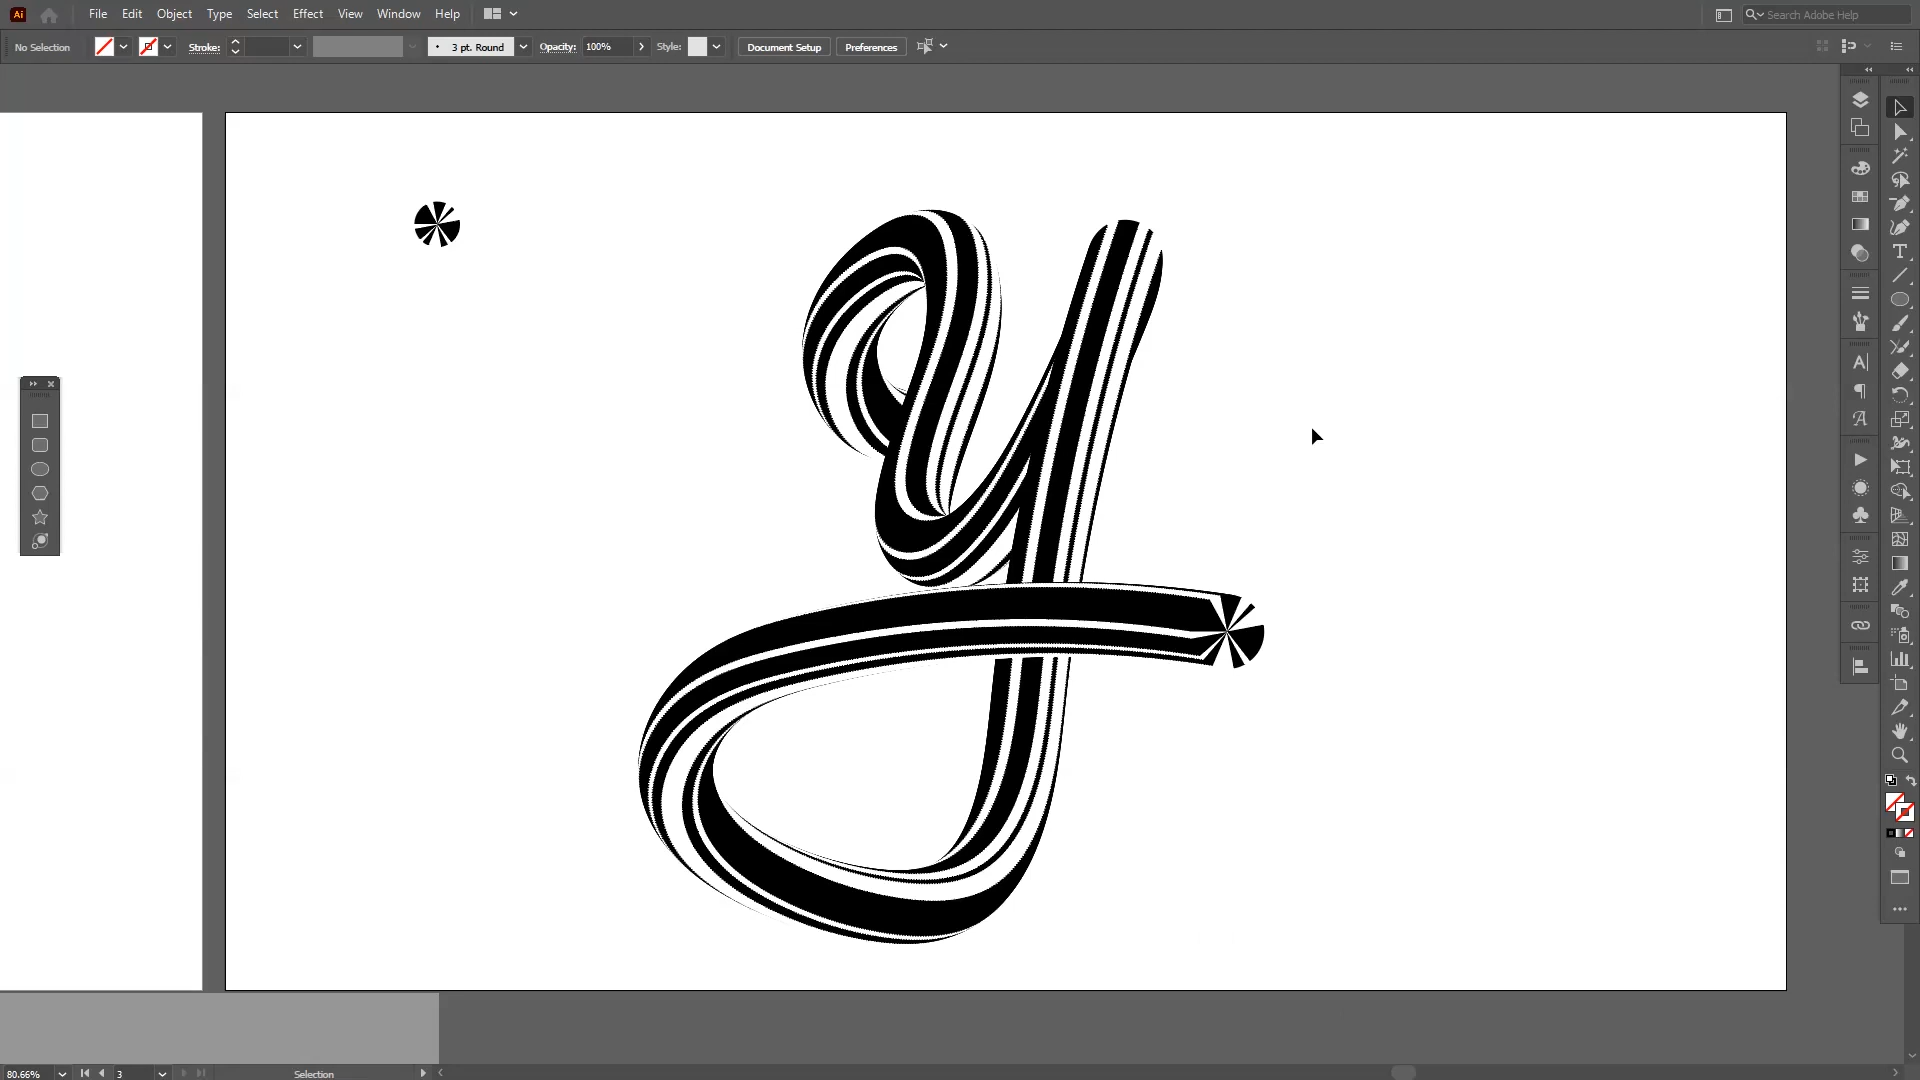 Ai File Edit Object Type Select Effect View Window Help Search Adobe Help
No Selection Stroke: 3 pt. Round Opacity: 100% Style: Document Setup Preferences
y
80.66% 3 Selection